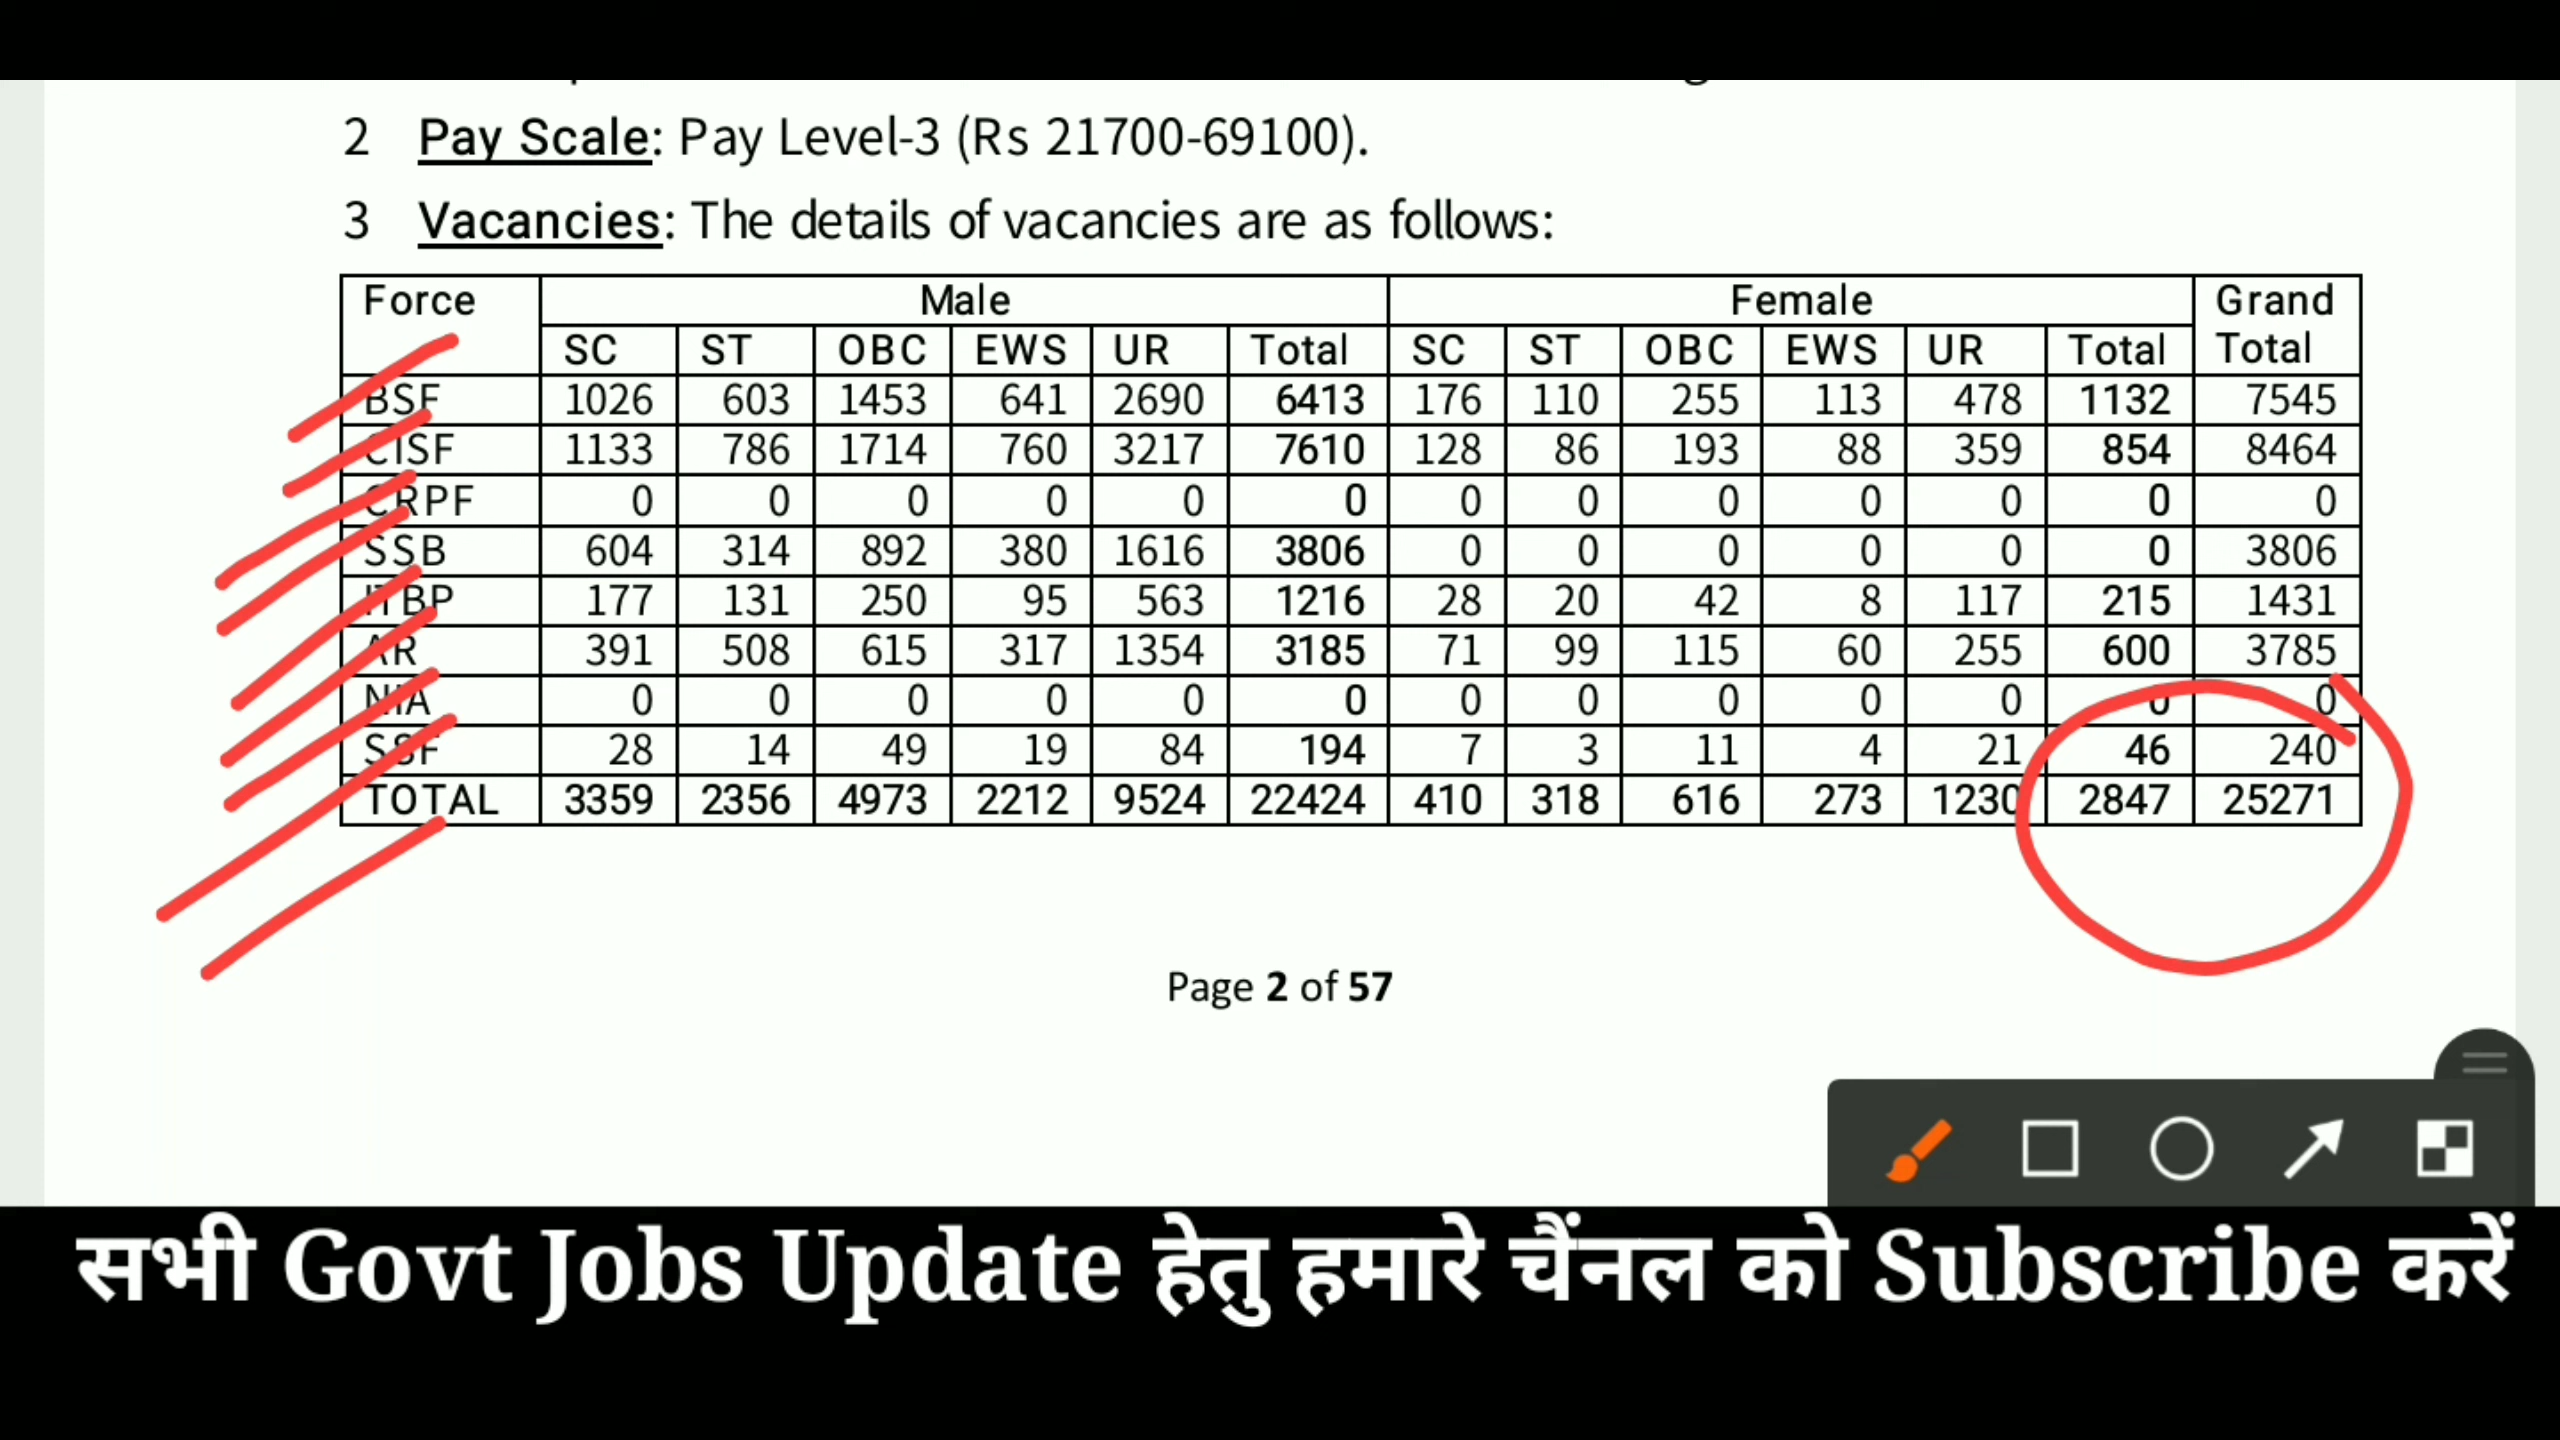 2 Pay Scale: Pay Level-3 (Rs 21700-69100).
3 Vacancies: The details of vacancies are as follows:
Force Male Female Grand Total
SC ST OBC EWS UR Total SC ST OBC EWS UR Total
BSF 1026 603 1453 641 2690 6413 176 110 255 113 478 1132 7545
CISF 1133 786 1714 760 3217 7610 128 86 193 88 359 854 8464
CRPF 0 0 0 0 0 0 0 0 0 0 0 0 0
SSB 604 314 892 380 1616 3806 0 0 0 0 0 0 3806
ITBP 177 131 250 95 563 1216 28 20 42 8 117 215 1431
AR 391 508 615 317 1354 3185 71 99 115 60 255 600 3785
NIA 0 0 0 0 0 0 0 0 0 0 0 0 0
SSF 28 14 49 19 84 194 7 3 11 4 21 46 240
TOTAL 3359 2356 4973 2212 9524 22424 410 318 616 273 1230 2847 25271
Page 2 of 57
सभी Govt Jobs Update हेतु हमारे चैंनल को Subscribe करें